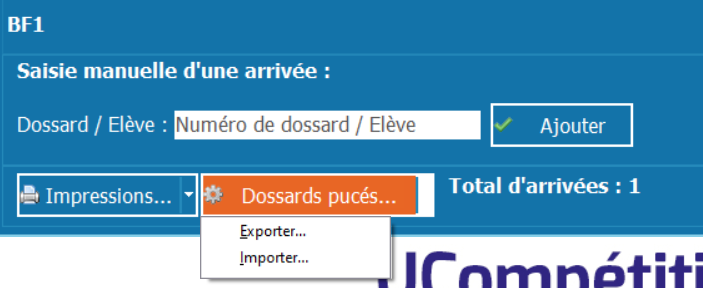 BF1
Saisie manuelle d'une arrivée :
Dossard / Elève : Numéro de dossard / Elève Ajouter
Impressions... Dossards pucés... Total d'arrivées : 1
Exporter...
Importer...